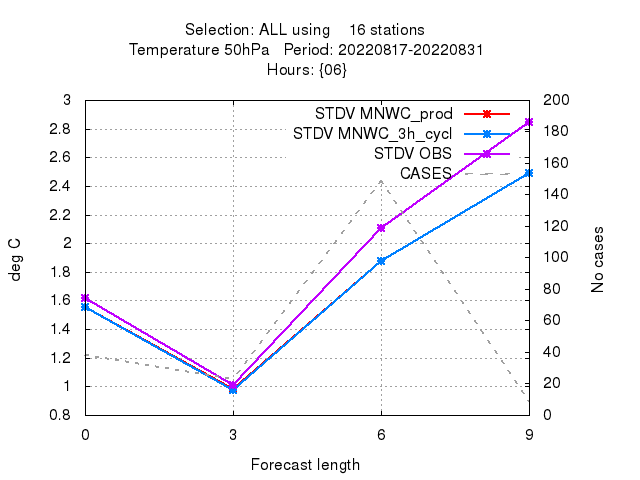 Selection: ALL using    16 stations
Temperature 50hPa   Period: 20220817-20220831
Hours: {06}
deg C
3
2.8
2.6
2.4
2.2
2
1.8
1.6
1.4
1.2
1
0.8
STDV MNWC_prod
STDV MNWC_3h_cycl
STDV OBS
CASES
200
180
160
140
120
100
80
60
40
20
0
No cases
0 3 6 9
Forecast length